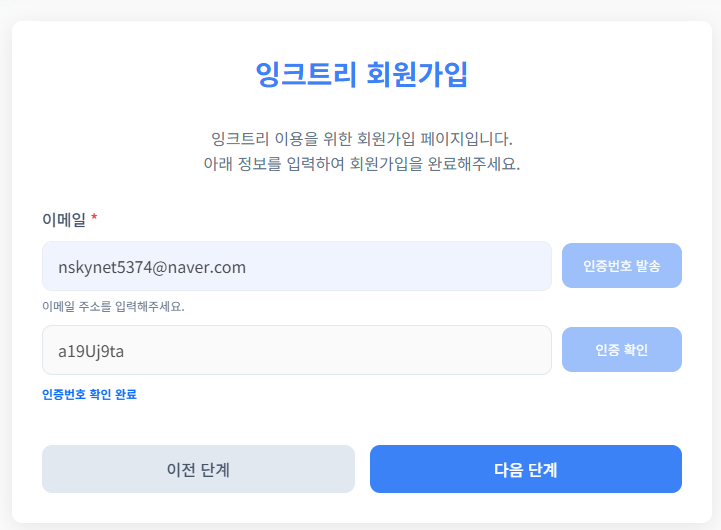 잉크트리 회원가입
잉크트리 이용을 위한 회원가입 페이지입니다.
아래 정보를 입력하여 회원가입을 완료해주세요.
이메일 *
nskynet5374@naver.com
인증번호 발송
이메일 주소를 입력해주세요.
a19Uj9ta
인증 확인
인증번호 확인 완료
이전 단계
다음 단계